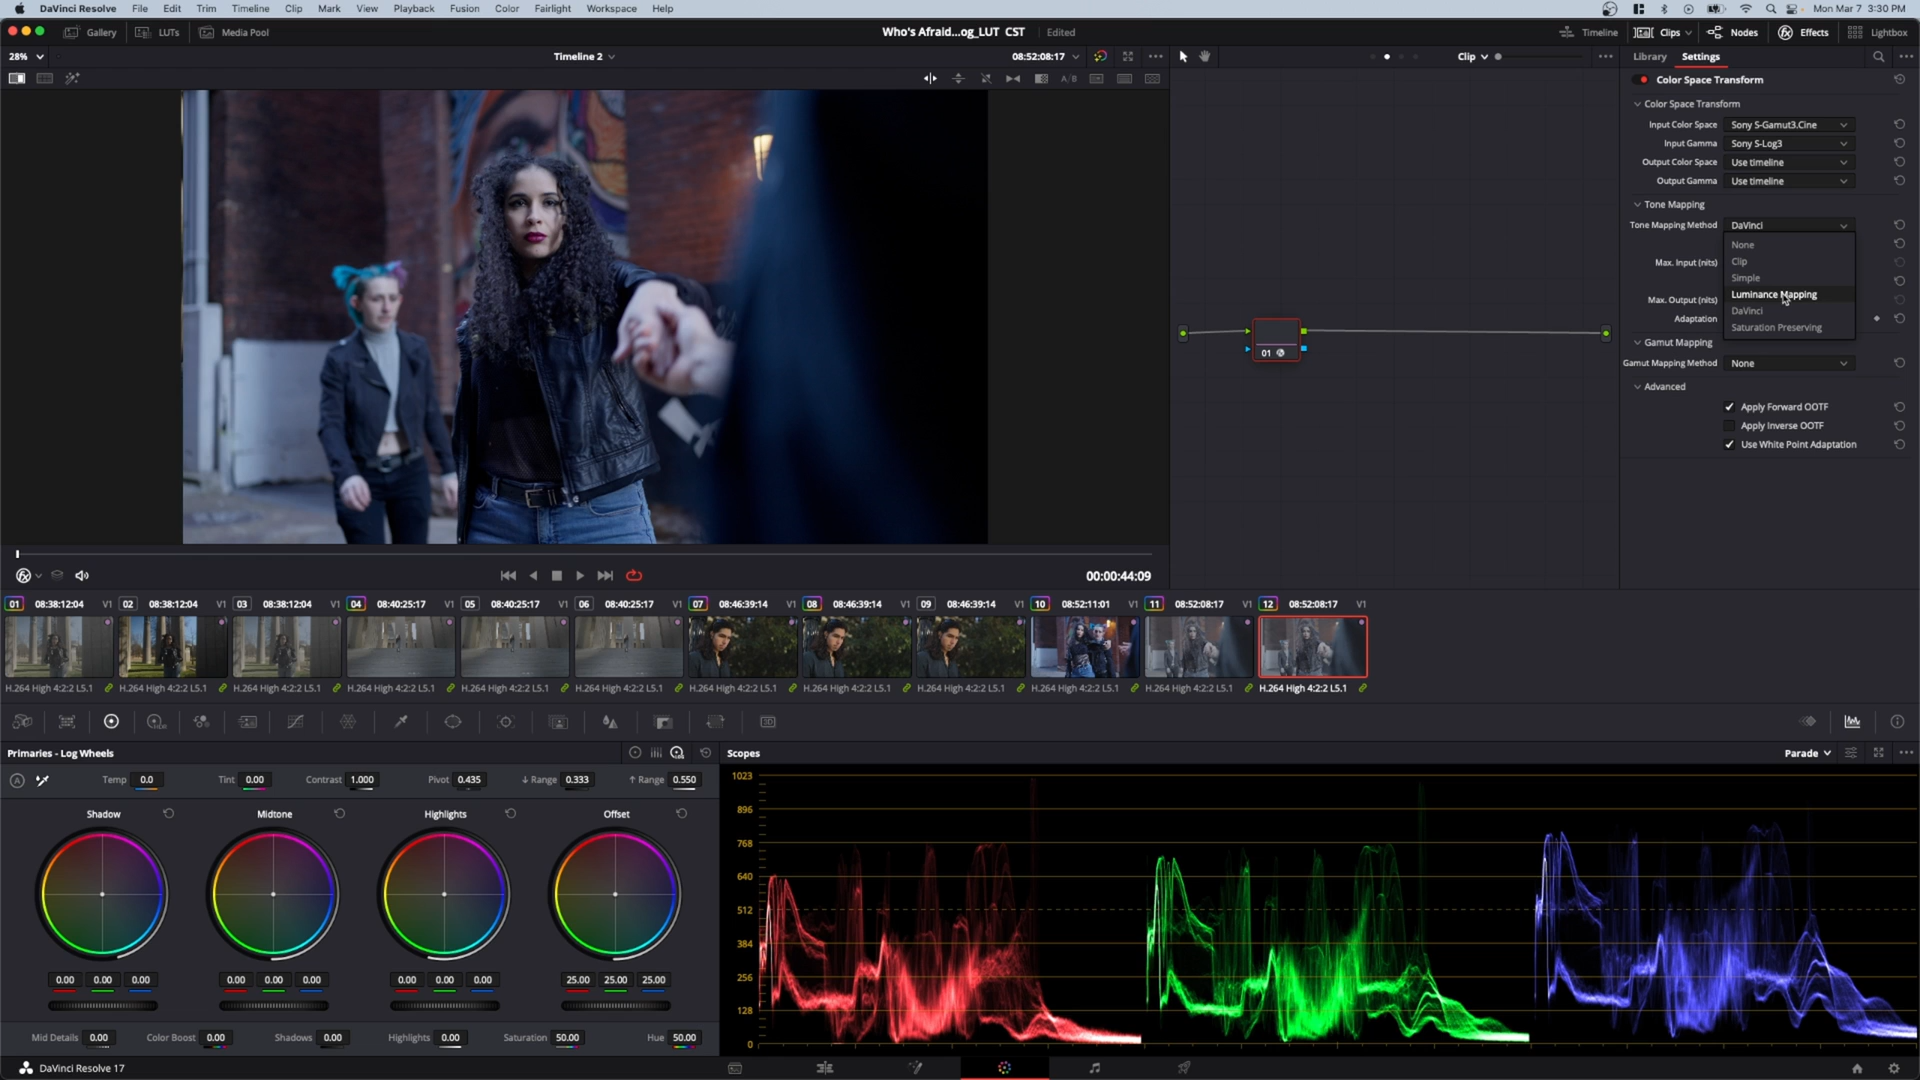 DaVinci Resolve File Edit Trim Timeline Clip Mark View Playback Fusion Color Fairlight Workspace Help Mon Mar 7 3:30 PM
Gallery LUTs Media Pool Who's Afraid...og_LUT CST Edited Timeline Clips Nodes Effects Lightbox
28% Timeline 2 08:52:08:17 Clip Library Settings
Color Space Transform
Color Space Transform
Input Color Space Sony S-Gamut3.Cine
Input Gamma Sony S-Log3
Output Color Space Use timeline
Output Gamma Use timeline
Tone Mapping
Tone Mapping Method DaVinci
None
Clip
Max. Input (nits)
Simple
Luminance Mapping
Max. Output (nits)
DaVinci
Adaptation
Saturation Preserving
Gamut Mapping
Gamut Mapping Method None
Advanced
Apply Forward OOTF
Apply Inverse OOTF
Use White Point Adaptation
01
00:00:44:09
01 08:38:12:04 V1 02 08:38:12:04 V1 03 08:38:12:04 V1 04 08:40:25:17 V1 05 08:40:25:17 V1 06 08:40:25:17 V1 07 08:46:39:14 V1 08 08:46:39:14 V1 09 08:46:39:14 V1 10 08:52:11:01 V1 11 08:52:08:17 V1 12 08:52:08:17 V1
H.264 High 4:2:2 L5.1 H.264 High 4:2:2 L5.1 H.264 High 4:2:2 L5.1 H.264 High 4:2:2 L5.1 H.264 High 4:2:2 L5.1 H.264 High 4:2:2 L5.1 H.264 High 4:2:2 L5.1 H.264 High 4:2:2 L5.1 H.264 High 4:2:2 L5.1 H.264 High 4:2:2 L5.1 H.264 High 4:2:2 L5.1 H.264 High 4:2:2 L5.1
3D
Primaries - Log Wheels Scopes Parade
Temp 0.0 Tint 0.00 Contrast 1.000 Pivot 0.435 ↓ Range 0.333 ↑ Range 0.550
Shadow Midtone Highlights Offset
0.00 0.00 0.00 0.00 0.00 0.00 0.00 0.00 0.00 25.00 25.00 25.00
Mid Details 0.00 Color Boost 0.00 Shadows 0.00 Highlights 0.00 Saturation 50.00 Hue 50.00
1023
896
768
640
512
384
256
128
0
DaVinci Resolve 17